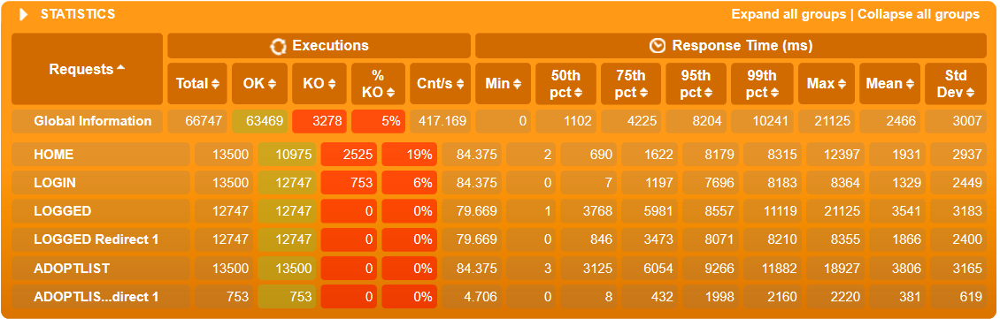 STATISTICS Expand all groups | Collapse all groups
Requests Executions Response Time (ms)
Total OK KO % KO Cnt/s Min 50th pct 75th pct 95th pct 99th pct Max Mean Std Dev
Global Information 66747 63469 3278 5% 417.169 0 1102 4225 8204 10241 21125 2466 3007
HOME 13500 10975 2525 19% 84.375 2 690 1622 8179 8315 12397 1931 2937
LOGIN 13500 12747 753 6% 84.375 0 7 1197 7696 8183 8364 1329 2449
LOGGED 12747 12747 0 0% 79.669 1 3768 5981 8557 11119 21125 3541 3183
LOGGED Redirect 1 12747 12747 0 0% 79.669 0 846 3473 8071 8210 8355 1866 2400
ADOPTLIST 13500 13500 0 0% 84.375 3 3125 6054 9266 11882 18927 3806 3165
ADOPTLIS...direct 1 753 753 0 0% 4.706 0 8 432 1998 2160 2220 381 619